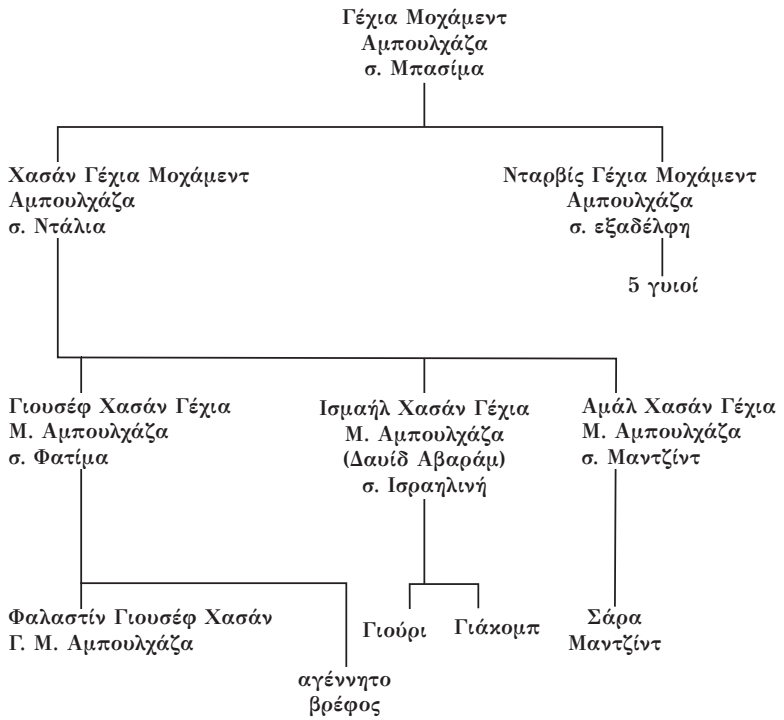 Γέχια Μοχάμεντ
Αμπουλχάζα
σ. Μπασίμα
Χασάν Γέχια Μοχάμεντ
Αμπουλχάζα
σ. Ντάλια
Νταρβίς Γέχια Μοχάμεντ
Αμπουλχάζα
σ. εξαδέλφη
5 γυιοί
Γιουσέφ Χασάν Γέχια
Μ. Αμπουλχάζα
σ. Φατίμα
Ισμαήλ Χασάν Γέχια
Μ. Αμπουλχάζα
(Δαυίδ Αβαράμ)
σ. Ισραηλινή
Αμάλ Χασάν Γέχια
Μ. Αμπουλχάζα
σ. Μαντζίντ
Φαλαστίν Γιουσέφ Χασάν
Γ. Μ. Αμπουλχάζα
αγέννητο
βρέφος
Γιούρι
Γιάκομπ
Σάρα
Μαντζίντ